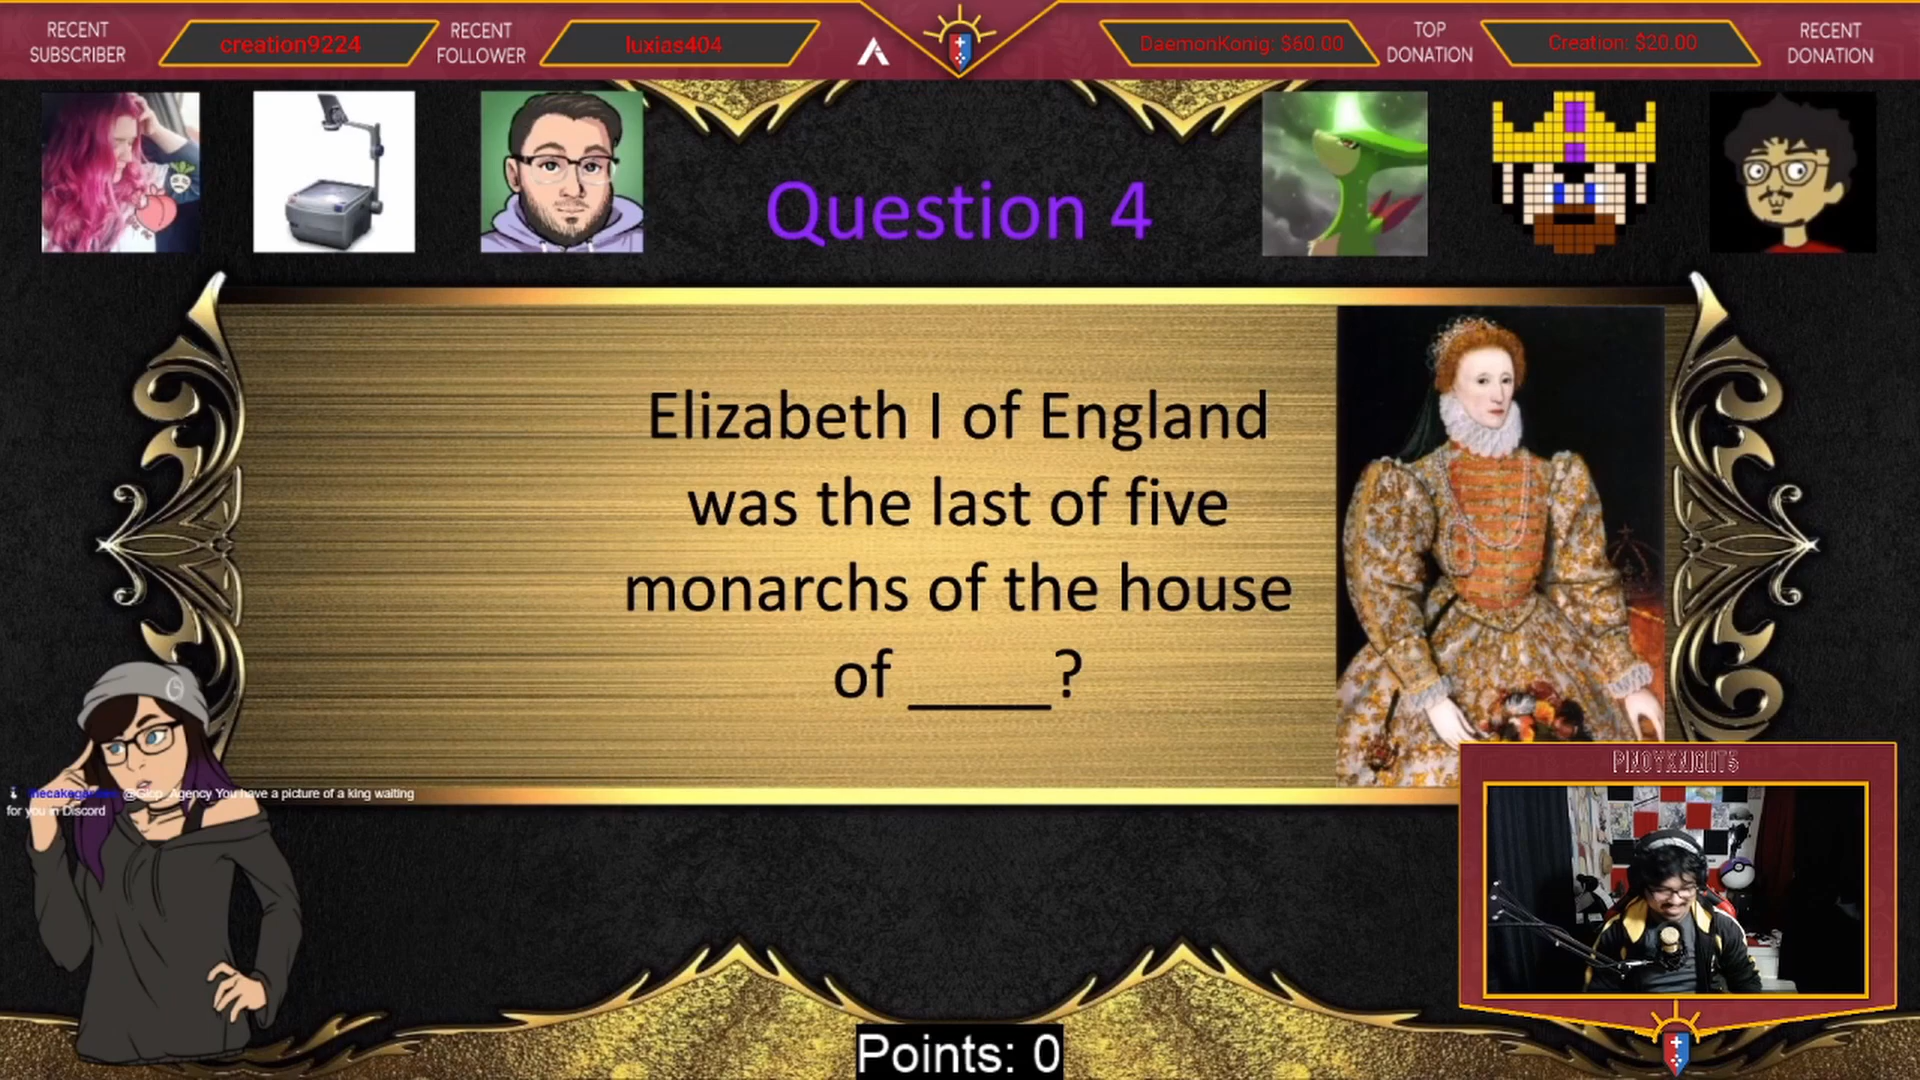 RECENT
SUBSCRIBER
creation9224
RECENT
FOLLOWER
luxias404
DaemonKonig: $60.00
TOP
DONATION
Creation: $20.00
RECENT
DONATION
Question 4
Elizabeth I of England
was the last of five
monarchs of the house
of _____?
You have a picture of a king waiting
for you in Discord
PINOYKNIGHTS
Points: 0